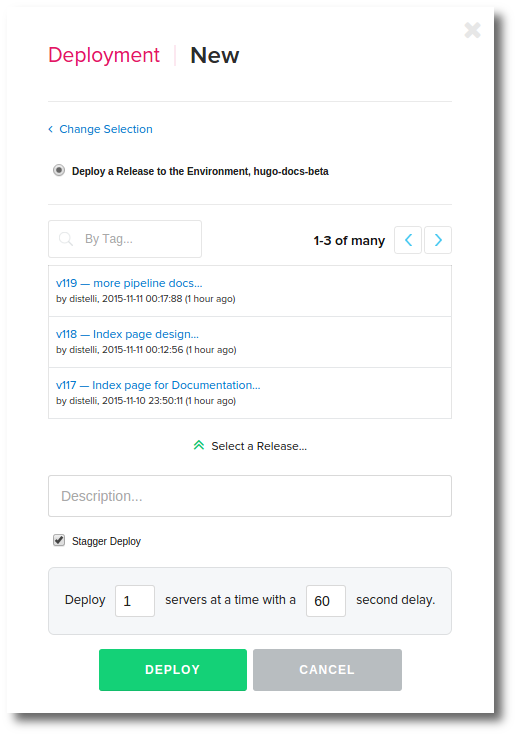 Deployment | New
Change Selection
Deploy a Release to the Environment, hugo-docs-beta
By Tag...
1-3 of many
v119 — more pipeline docs...
by distelli, 2015-11-11 00:17:88 (1 hour ago)
v118 — Index page design...
by distelli, 2015-11-11 00:12:56 (1 hour ago)
v117 — Index page for Documentation...
by distelli, 2015-11-10 23:50:11 (1 hour ago)
Select a Release...
Description...
Stagger Deploy
Deploy 1 servers at a time with a 60 second delay.
DEPLOY
CANCEL